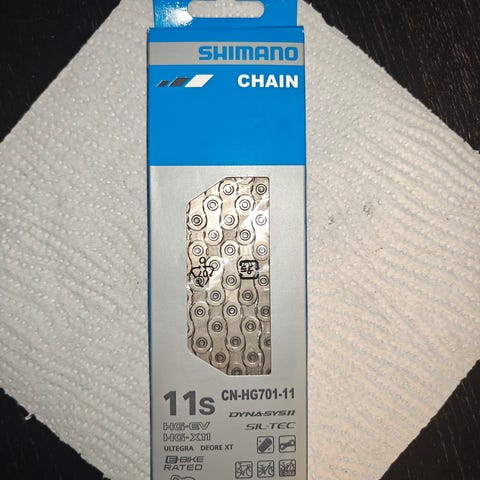 SHIMANO
CHAIN
11s CN-HG701-11
DYNA-SYS11
HG-EV SIL-TEC
HG-X11
ULTEGRA DEORE XT
E-BIKE
RATED